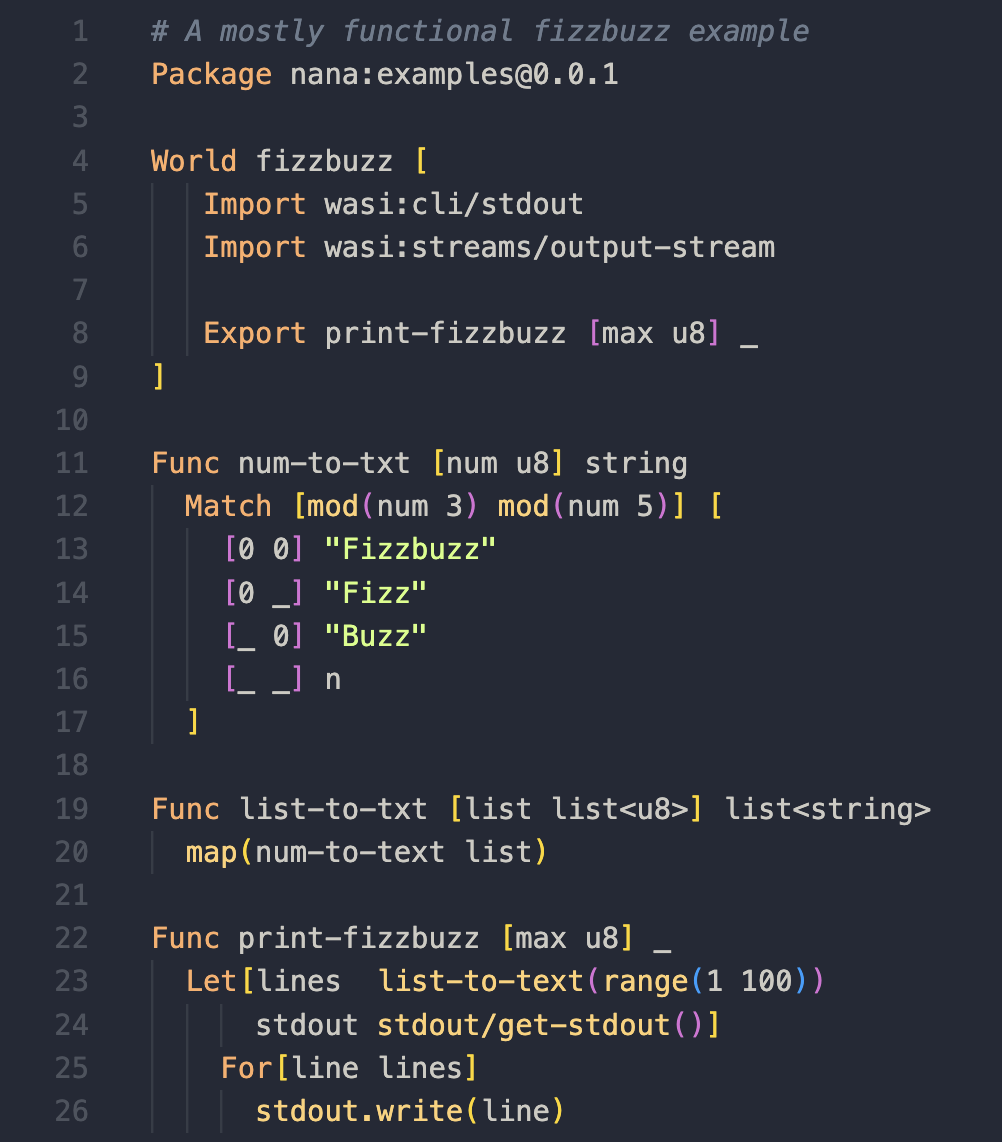 1 # A mostly functional fizzbuzz example
2 Package nana:examples@0.0.1
3
4 World fizzbuzz [
5 Import wasi:cli/stdout
6 Import wasi:streams/output-stream
7
8 Export print-fizzbuzz [max u8] _
9 ]
10
11 Func num-to-txt [num u8] string
12 Match [mod(num 3) mod(num 5)] [
13 [0 0] "Fizzbuzz"
14 [0 _] "Fizz"
15 [_ 0] "Buzz"
16 [_ _] n
17 ]
18
19 Func list-to-txt [list list<u8>] list<string>
20 map(num-to-text list)
21
22 Func print-fizzbuzz [max u8] _
23 Let[lines  list-to-text(range(1 100))
24 stdout stdout/get-stdout()]
25 For[line lines]
26 stdout.write(line)